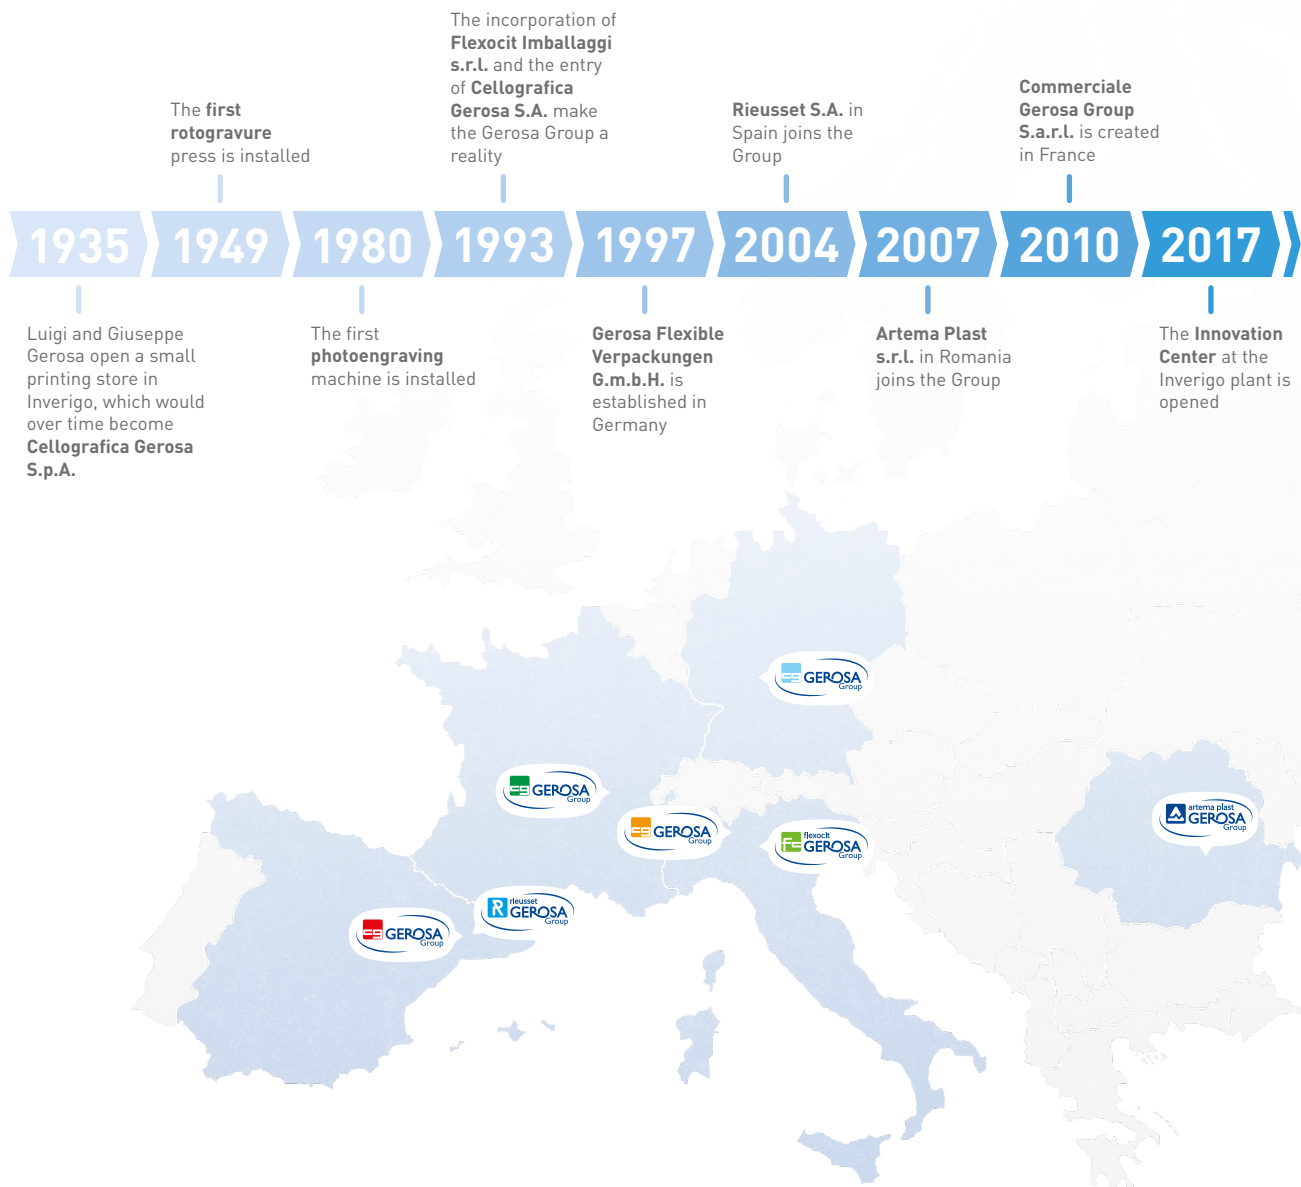 The incorporation of
Flexocit Imballaggi
s.r.l. and the entry
of Cellografica
Gerosa S.A. make
the Gerosa Group a
reality
The first
rotogravure
press is installed
Rieusset S.A. in
Spain joins the
Group
Commerciale
Gerosa Group
S.a.r.l. is created
in France
1935 1949 1980 1993 1997 2004 2007 2010 2017
Luigi and Giuseppe
Gerosa open a small
printing store in
Inverigo, which would
over time become
Cellografica Gerosa
S.p.A.
The first
photoengraving
machine is installed
Gerosa Flexible
Verpackungen
G.m.b.H. is
established in
Germany
Artema Plast
s.r.l. in Romania
joins the Group
The Innovation
Center at the
Inverigo plant is
opened
cg GEROSA
Group
cg GEROSA
Group
cg GEROSA
Group
flexocit
fc GEROSA
Group
artema plast
GEROSA
Group
rieusset
R GEROSA
Group
cg GEROSA
Group